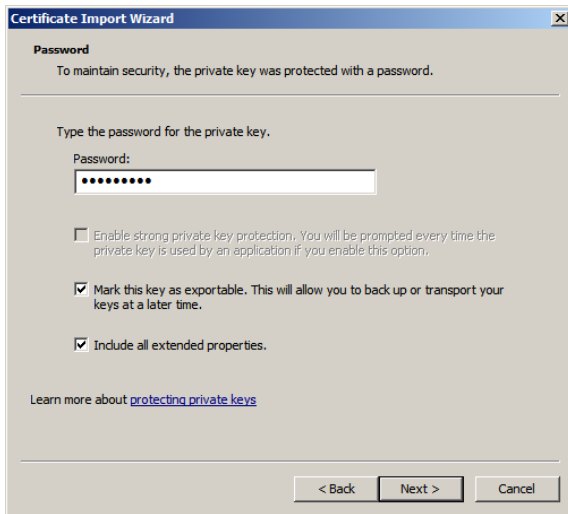 Certificate Import Wizard
Password
To maintain security, the private key was protected with a password.
Type the password for the private key.
Password:
•••••••••
Enable strong private key protection. You will be prompted every time the
private key is used by an application if you enable this option.
Mark this key as exportable. This will allow you to back up or transport your
keys at a later time.
Include all extended properties.
Learn more about protecting private keys
< Back Next > Cancel